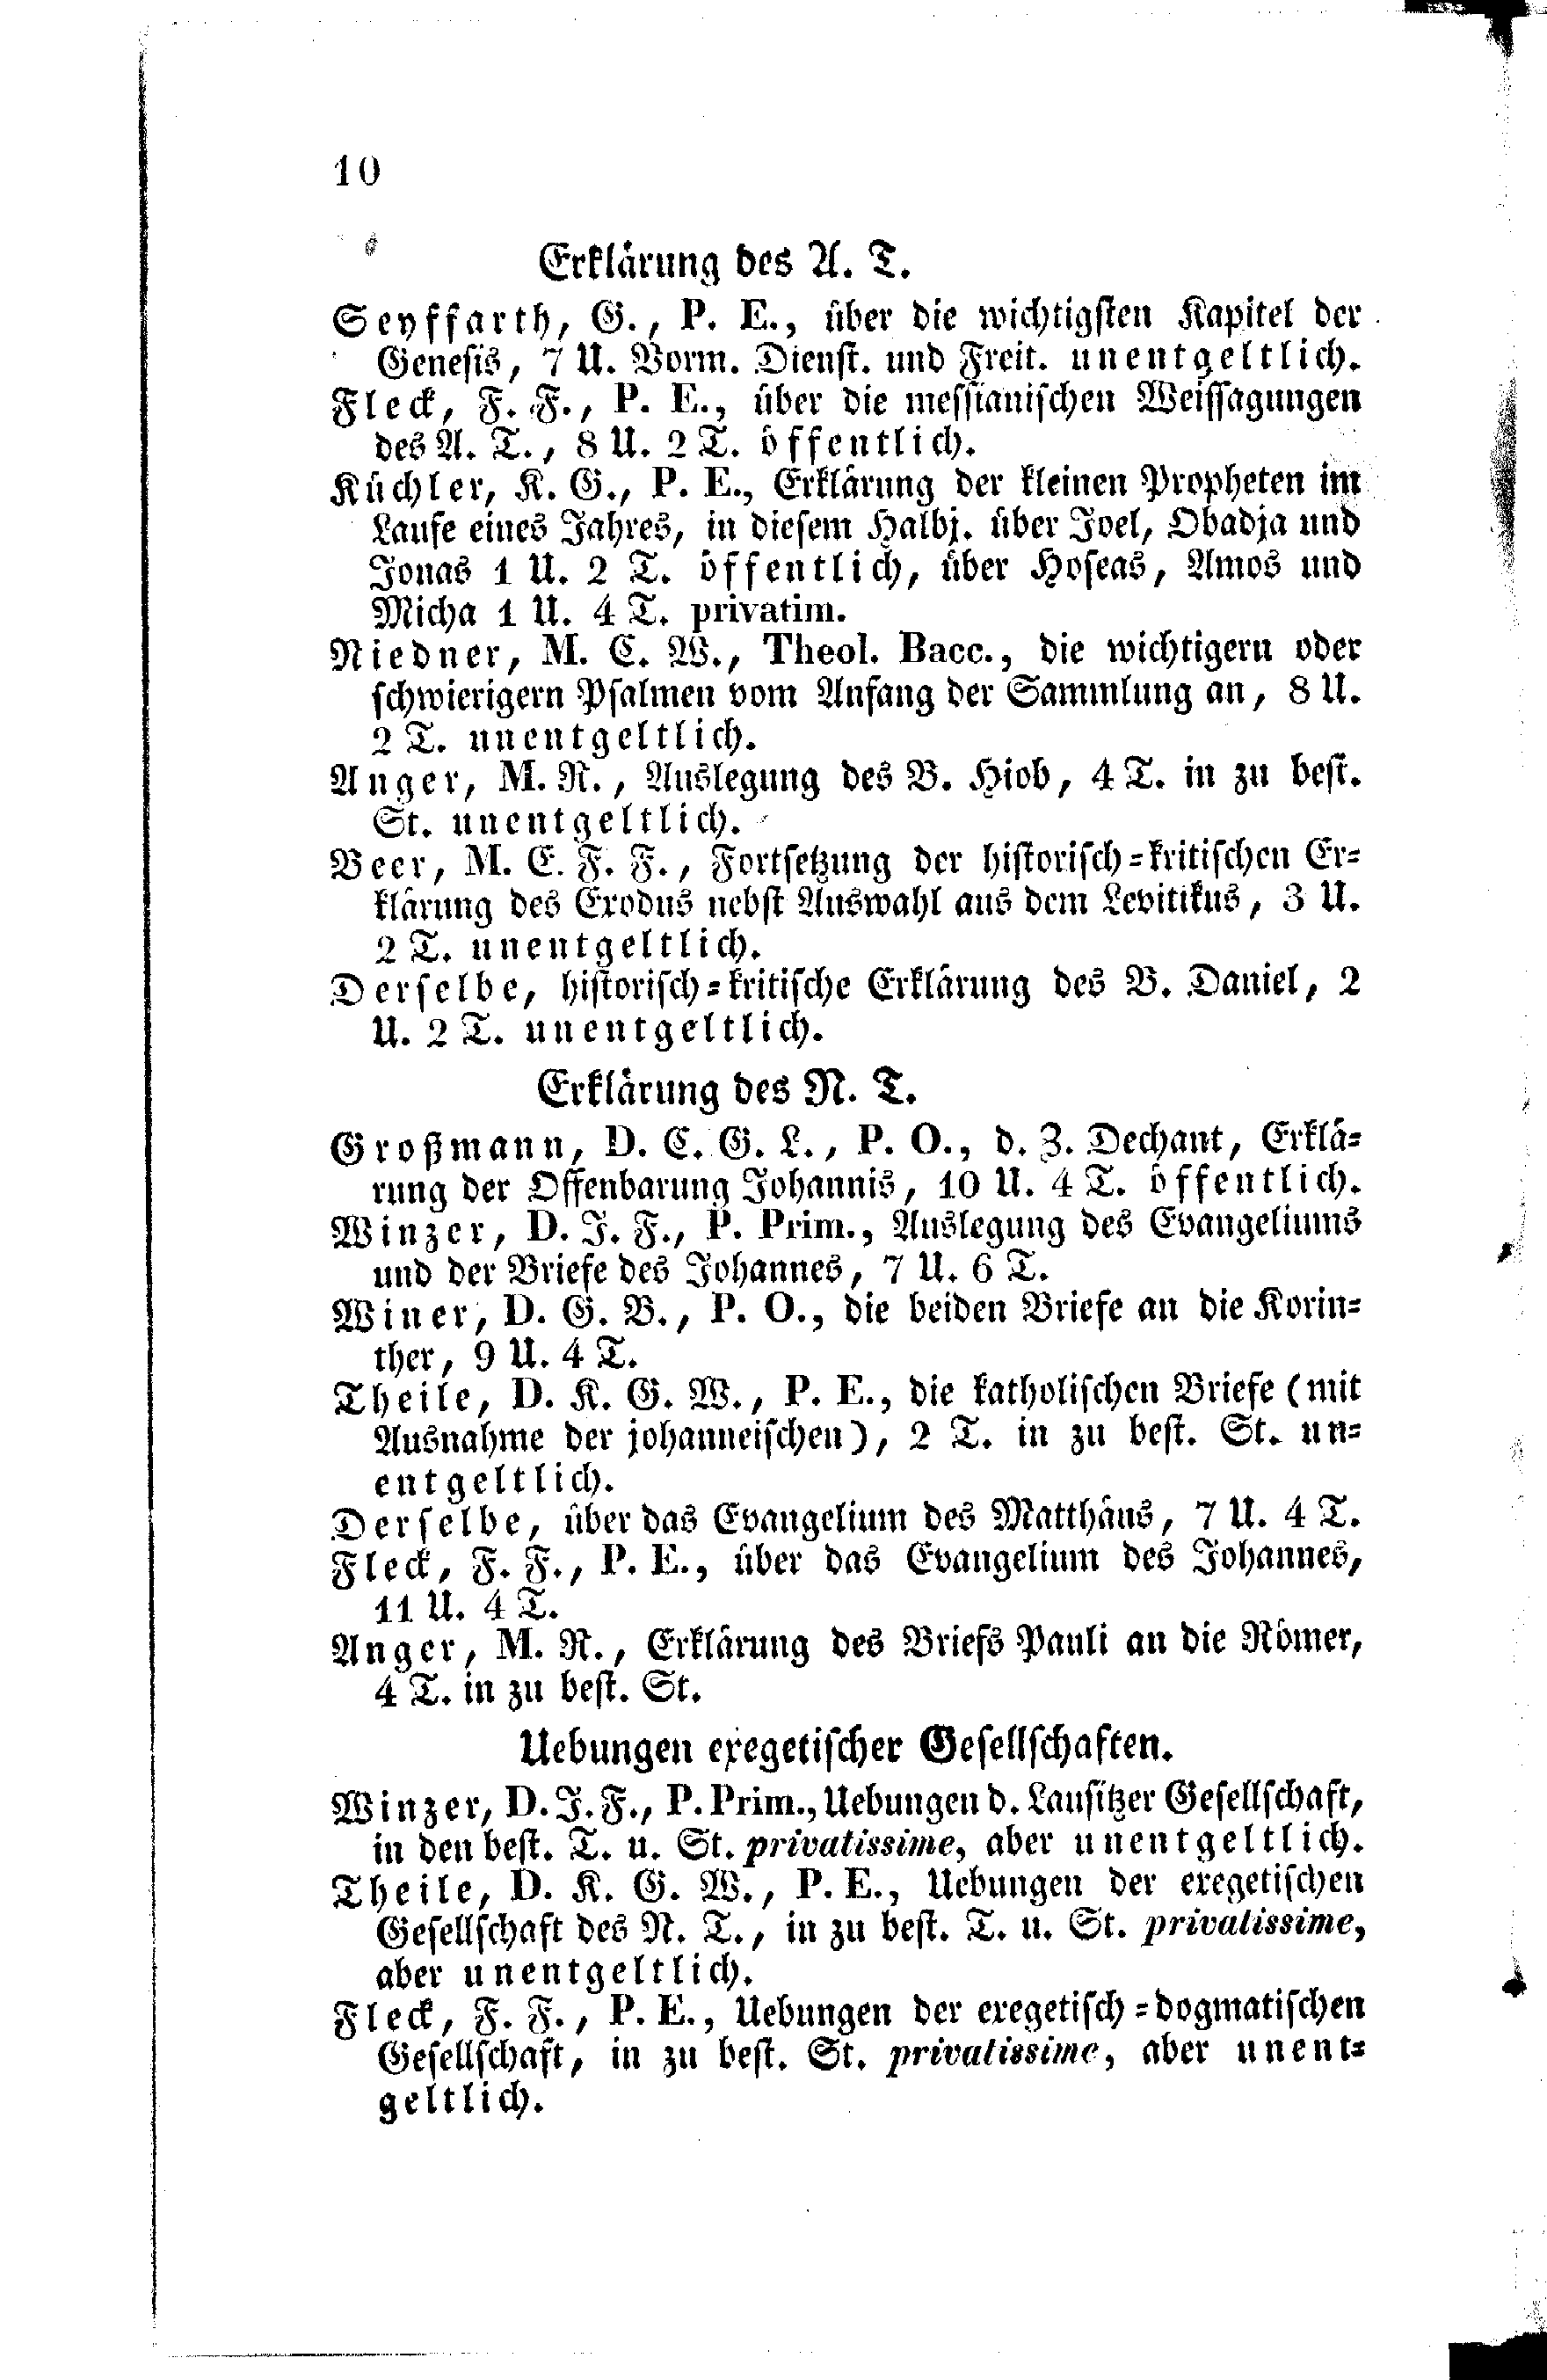 10
Erklärung des A. T.
Seyffarth, G., P. E., über die wichtigsten Kapitel der
Genesis, 7 U. Vorm. Dienst. und Freit. unentgeltlich.
Fleck, F. F., P. E., über die messianischen Weissagungen
des A. T., 8 U. 2 T. öffentlich.
Küchler, K. G., P. E., Erklärung der kleinen Propheten im
Laufe eines Jahres, in diesem Halbj. über Joel, Obadja und
Jonas 1 U. 2 T. öffentlich, über Hoseas, Amos und
Micha 1 U. 4 T. privatim.
Niedner, M. C. W., Theol. Bacc., die wichtigern oder
schwierigern Psalmen vom Anfang der Sammlung an, 8 U.
2 T. unentgeltlich.
Anger, M. R., Auslegung des B. Hiob, 4 T. in zu best.
St. unentgeltlich.
Beer, M. E. F. F., Fortsetzung der historisch=kritischen Er=
klärung des Exodus nebst Auswahl aus dem Levitikus, 3 U.
2 T. unentgeltlich.
Derselbe, historisch=kritische Erklärung des B. Daniel, 2
U. 2 T. unentgeltlich.
Erklärung des N. T.
Großmann, D. C. G. L., P. O., d. Z. Dechant, Erklä=
rung der Offenbarung Johannis, 10 U. 4 T. öffentlich.
Winzer, D. J. F., P. Prim., Auslegung des Evangeliums
und der Briefe des Johannes, 7 U. 6 T.
Winer, D. G. B., P. O., die beiden Briefe an die Korin=
ther, 9 U. 4 T.
Theile, D. K. G. W., P. E., die katholischen Briefe (mit
Ausnahme der johanneischen), 2 T. in zu best. St. un=
entgeltlich.
Derselbe, über das Evangelium des Matthäus, 7 U. 4 T.
Fleck, F. F., P. E., über das Evangelium des Johannes,
11 U. 4 T.
Anger, M. R., Erklärung des Briefs Pauli an die Römer,
4 T. in zu best. St.
Uebungen exegetischer Gesellschaften.
Winzer, D. J. F., P. Prim., Uebungen d. Lausitzer Gesellschaft,
in den best. T. u. St. privatissime, aber unentgeltlich.
Theile, D. K. G. W., P. E., Uebungen der exegetischen
Gesellschaft des N. T., in zu best. T. u. St. privatissime,
aber unentgeltlich.
Fleck, F. F., P. E., Uebungen der exegetisch=dogmatischen
Gesellschaft, in zu best. St. privatissime, aber unent=
geltlich.